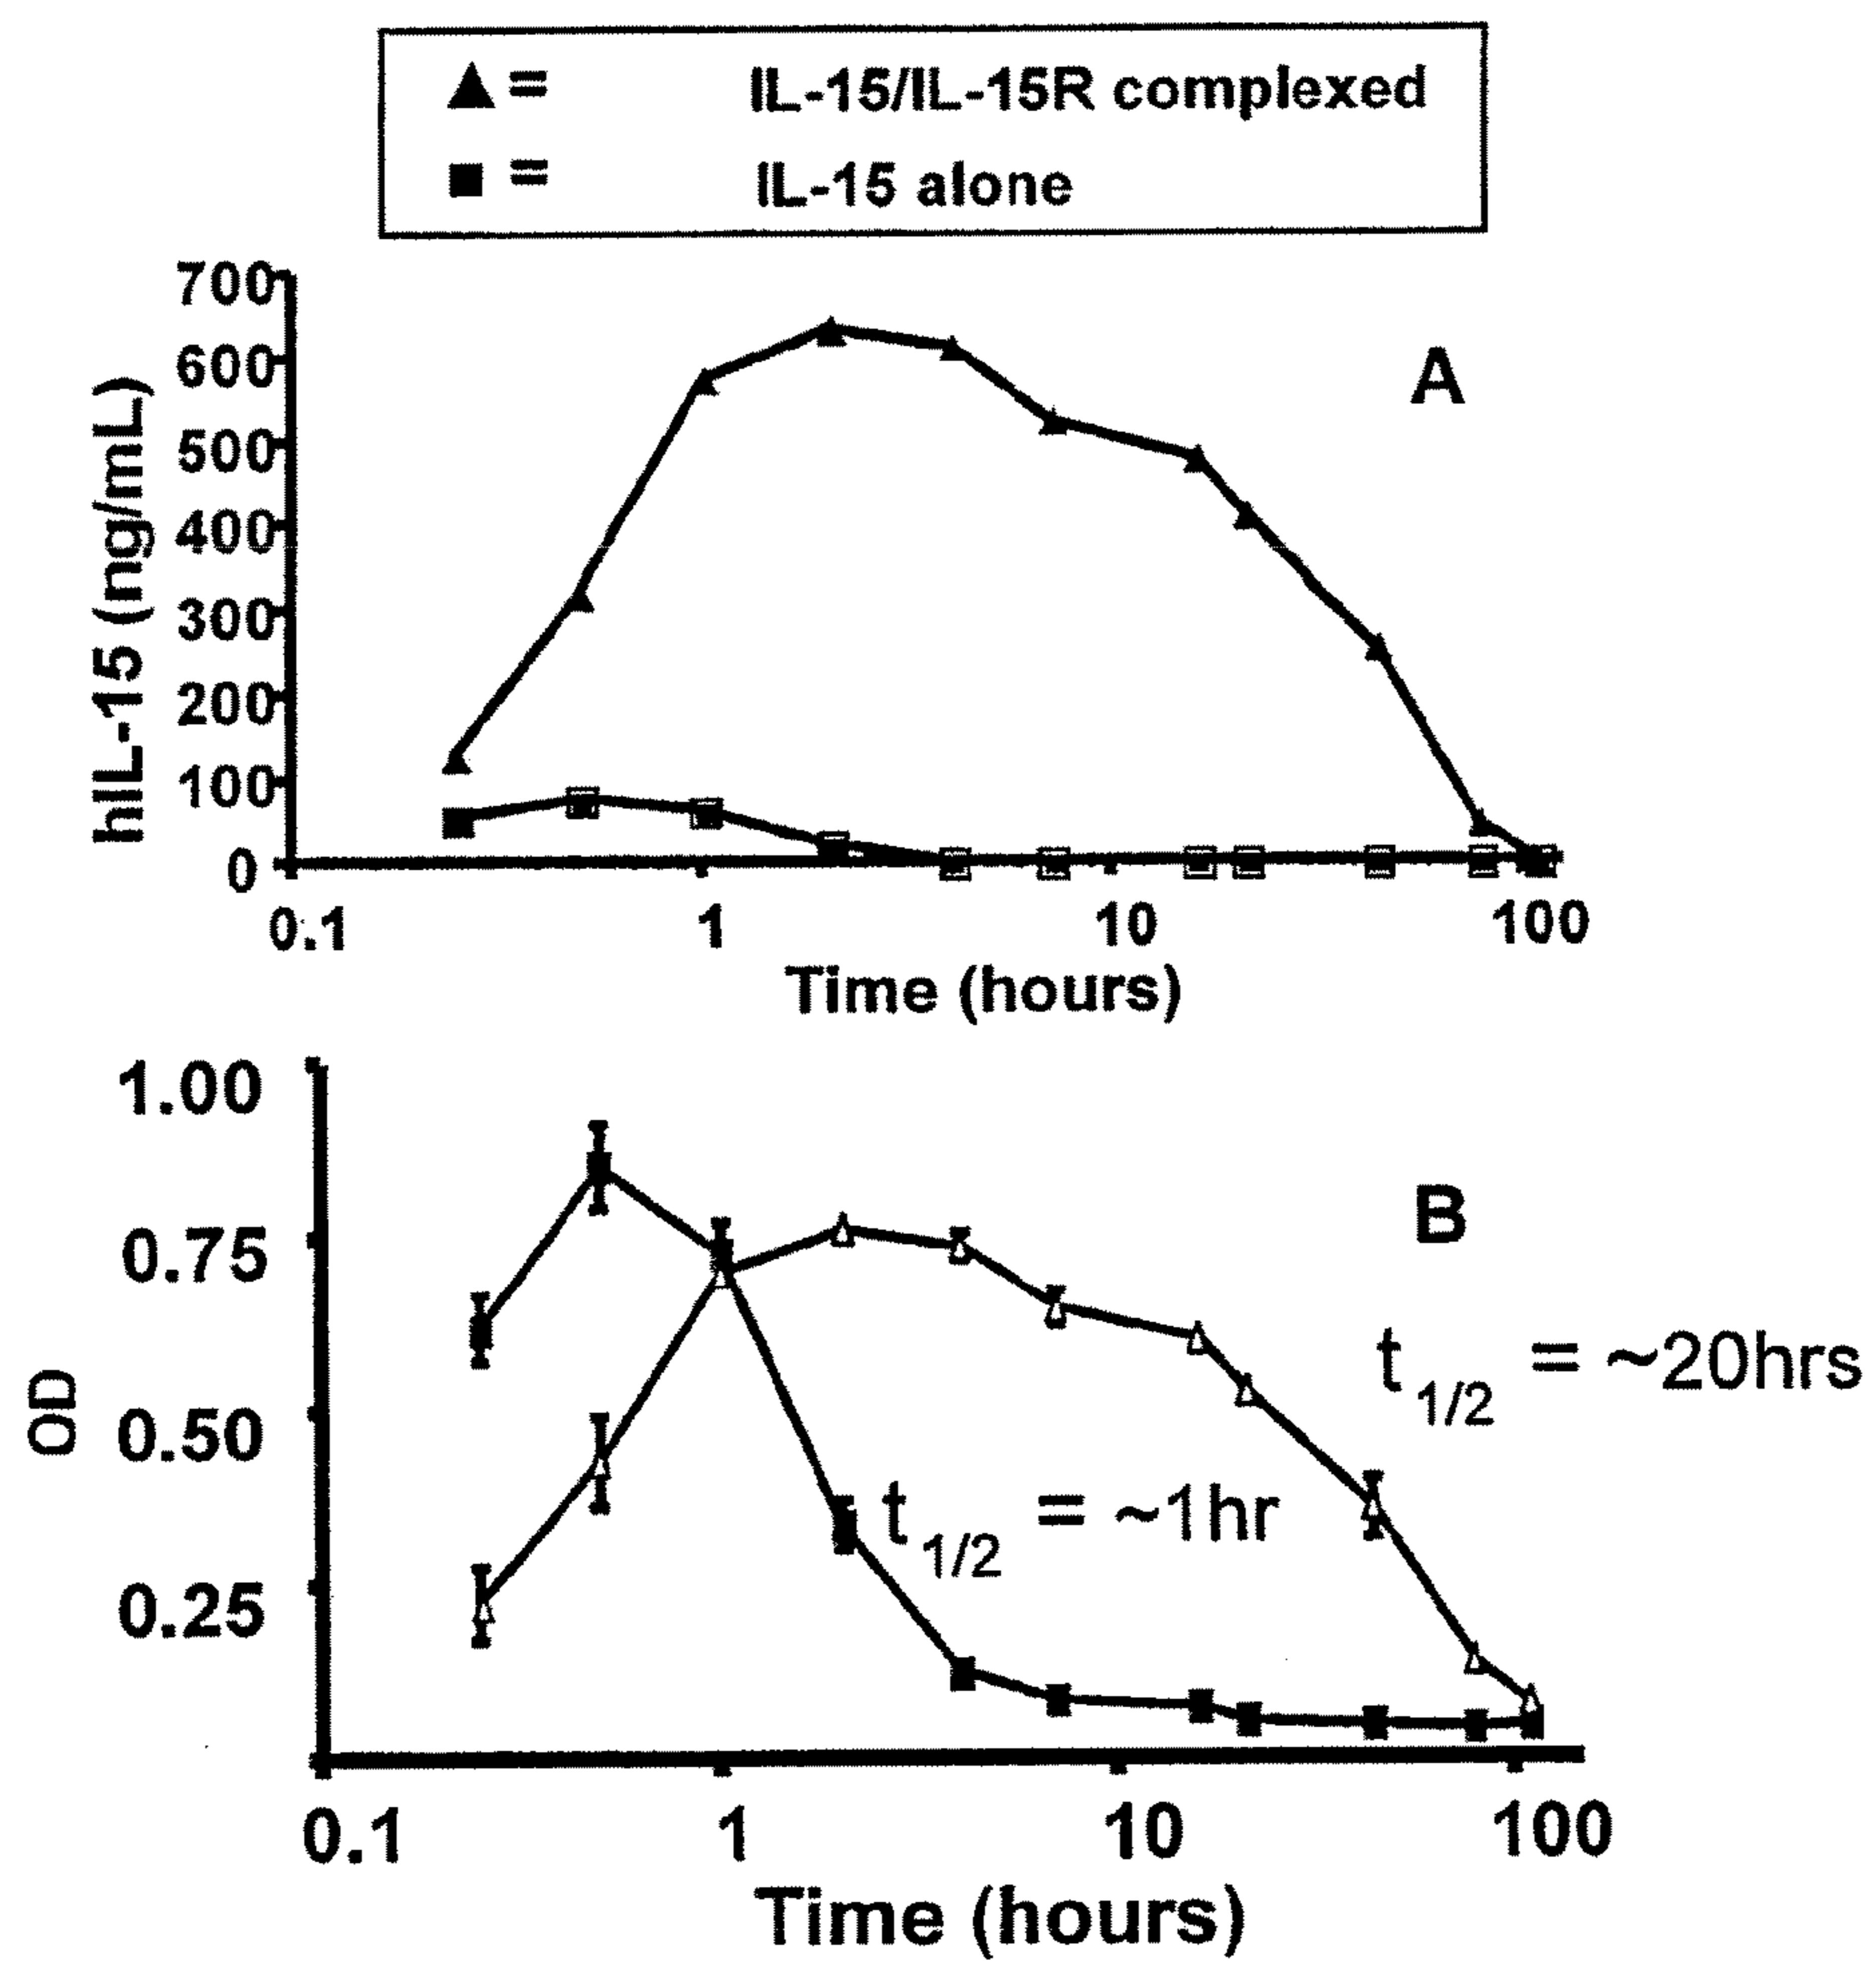 ▲ = IL-15/IL-15R complexed
■ = IL-15 alone
A
hIL-15 (ng/mL)
700
600
500
400
300
200
100
0
0.1 1 10 100
Time (hours)
B
OD
1.00
0.75
0.50
0.25
t1/2 = ~20hrs
t1/2 = ~1hr
0.1 1 10 100
Time (hours)